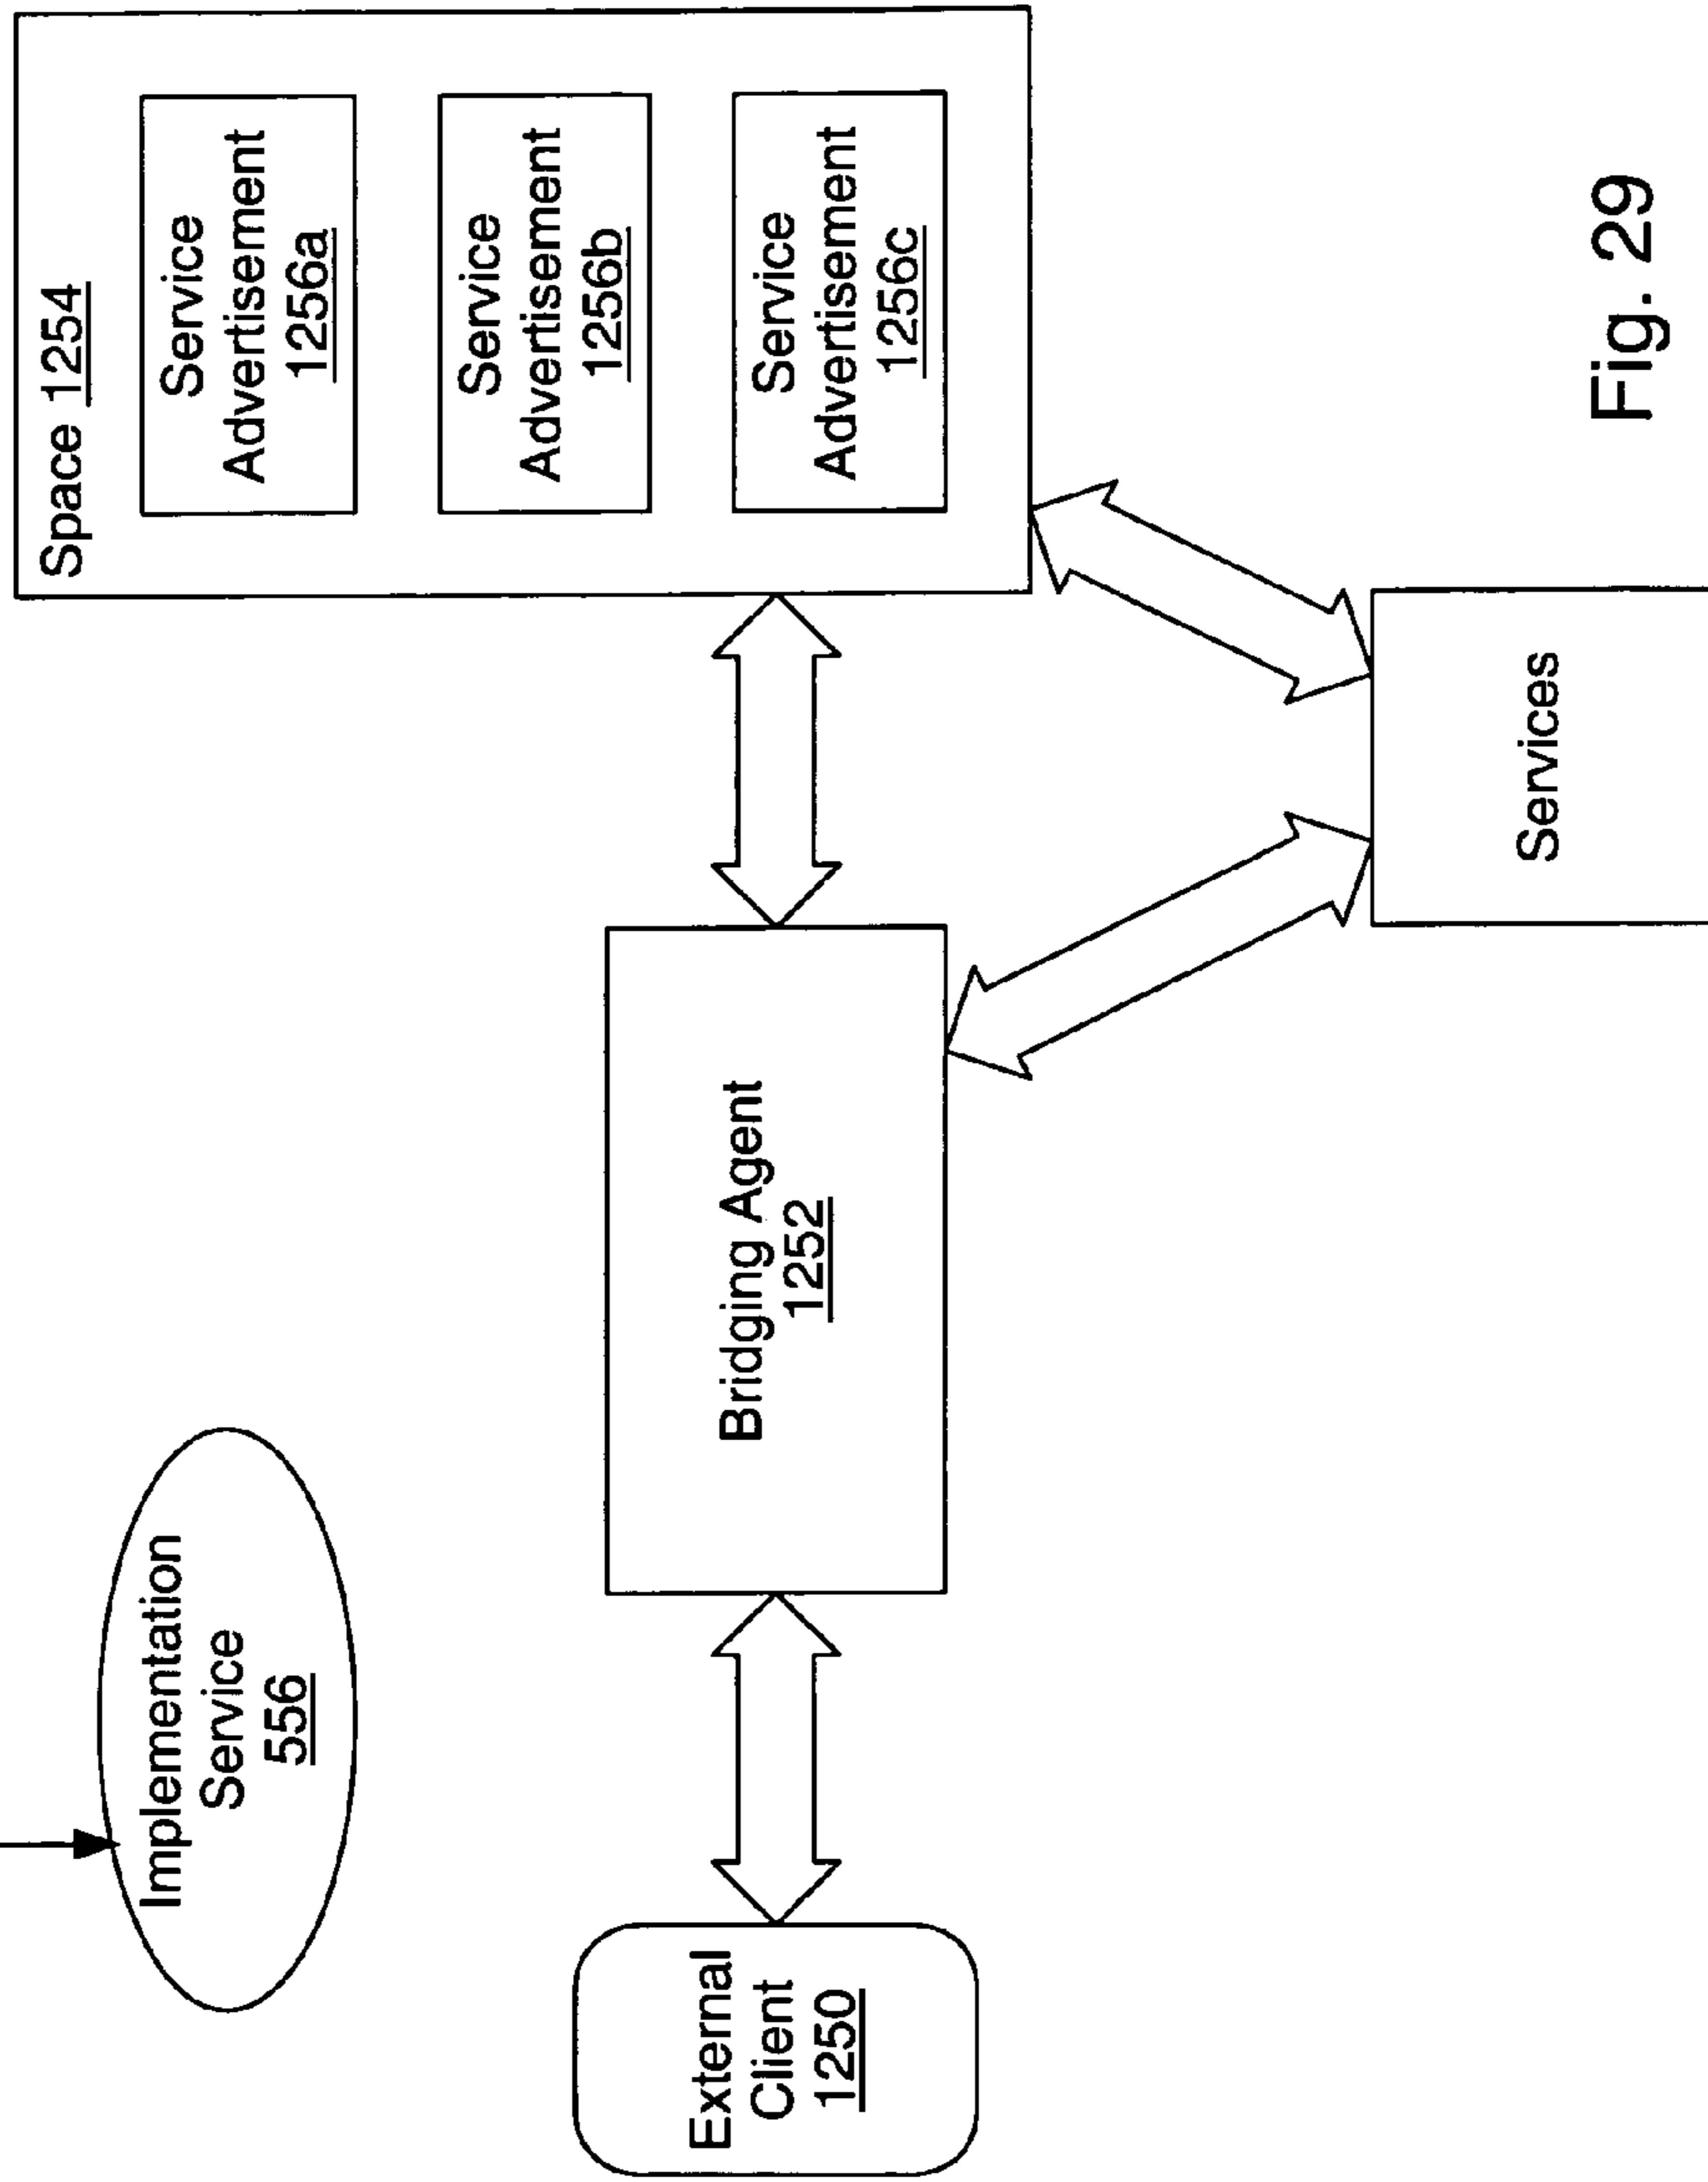 Implementation
Service
556
External
Client
1250
Bridging Agent
1252
Space 1254
Service
Advertisement
1256a
Service
Advertisement
1256b
Service
Advertisement
1256c
Services
Fig. 29